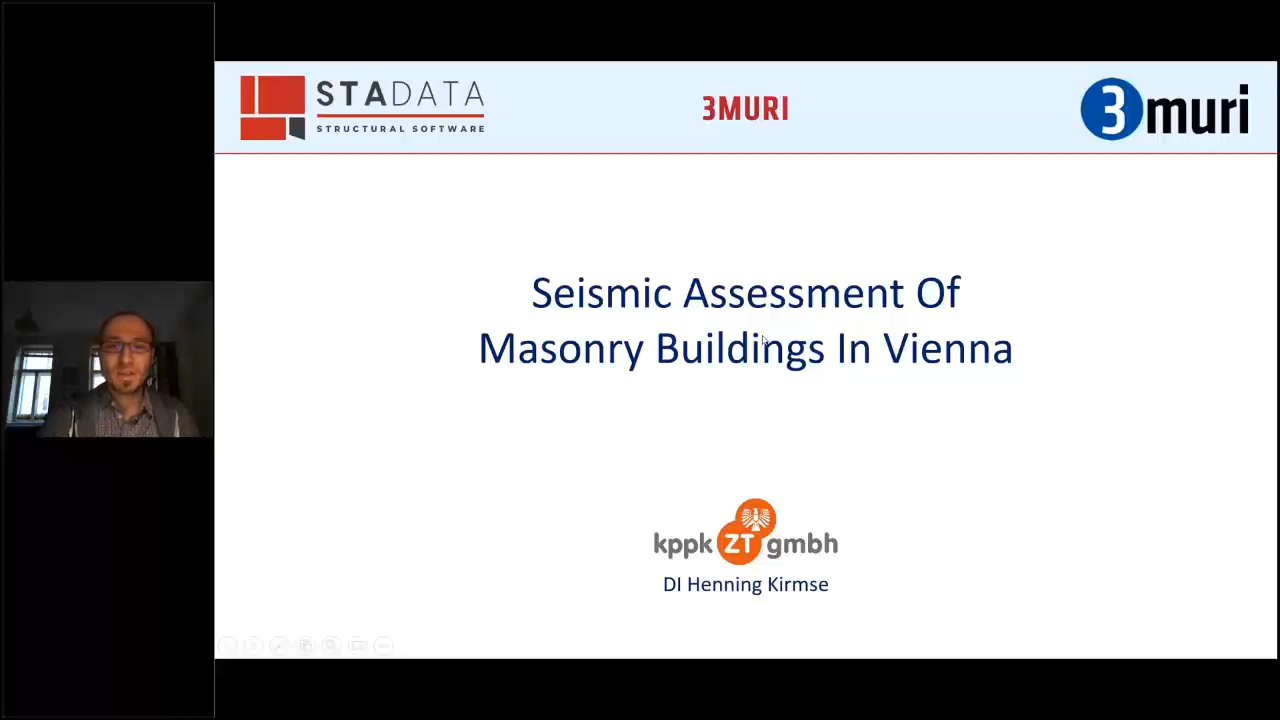 STADATA
STRUCTURAL SOFTWARE
3MURI
3muri
Seismic Assessment Of
Masonry Buildings In Vienna
kppk ZT gmbh
DI Henning Kirmse